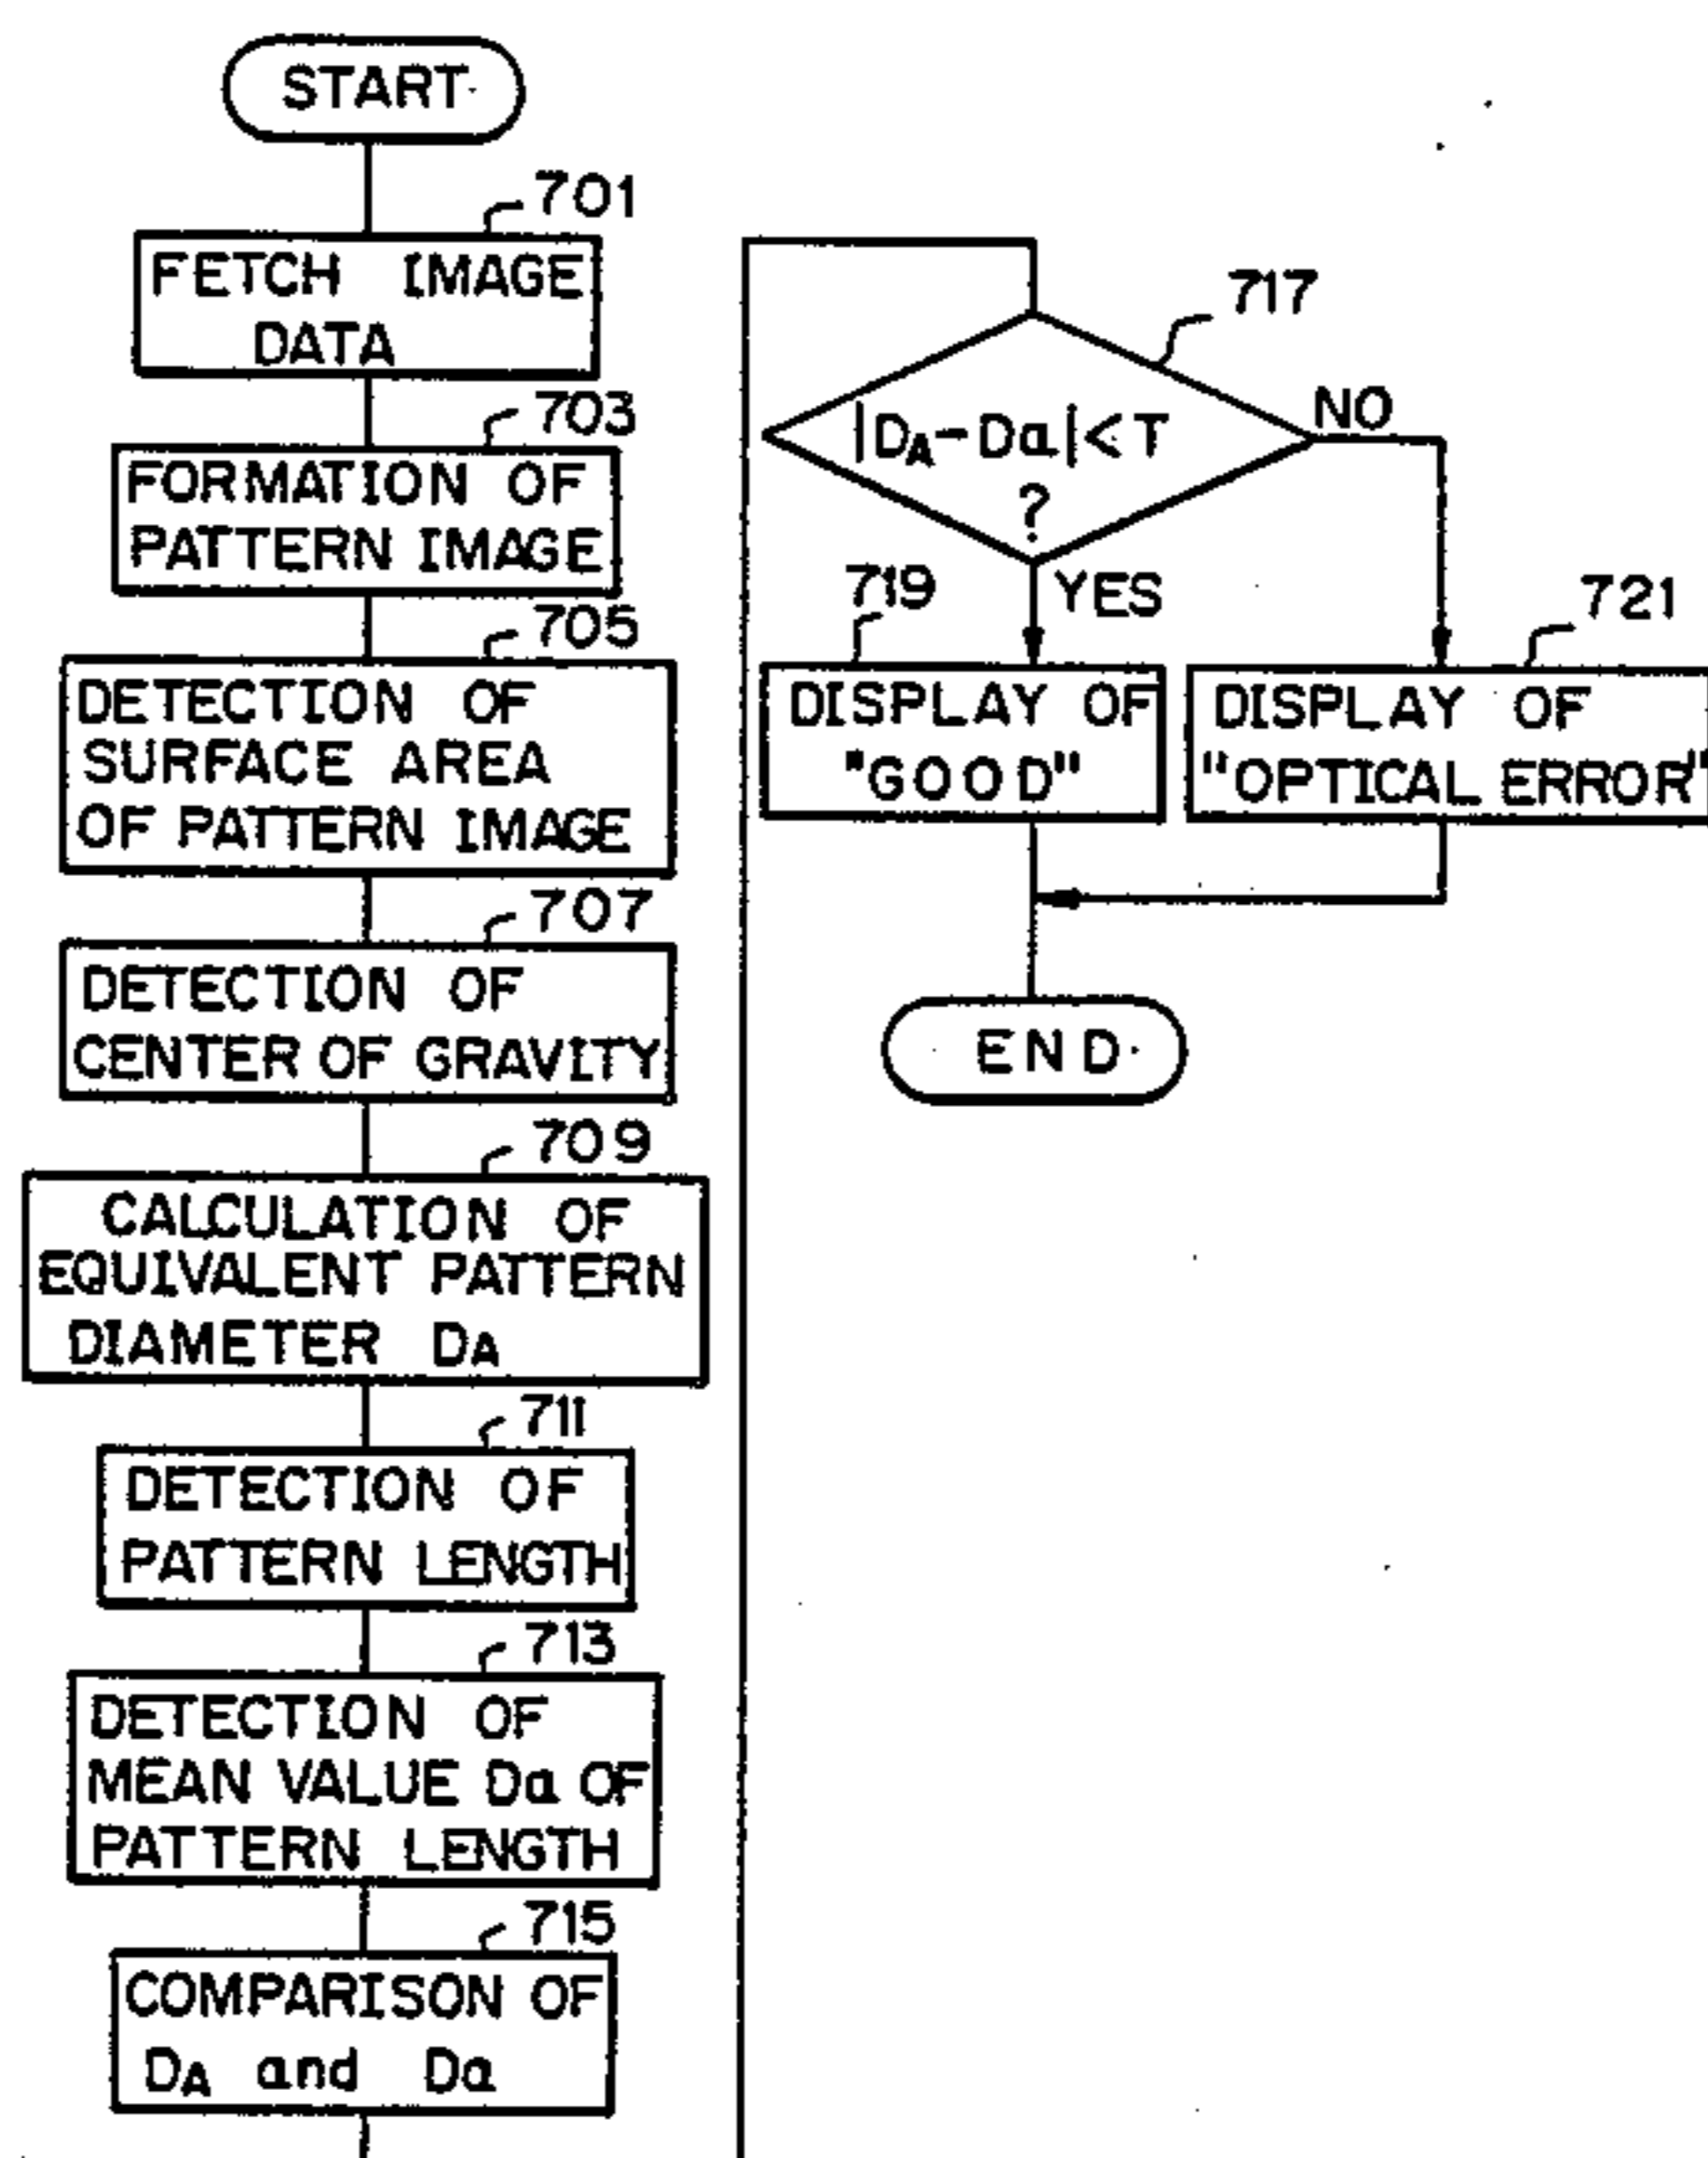 START
701
FETCH IMAGE
DATA
703
FORMATION OF
PATTERN IMAGE
705
DETECTION OF
SURFACE AREA
OF PATTERN IMAGE
707
DETECTION OF
CENTER OF GRAVITY
709
CALCULATION OF
EQUIVALENT PATTERN
DIAMETER DA
711
DETECTION OF
PATTERN LENGTH
713
DETECTION OF
MEAN VALUE Da OF
PATTERN LENGTH
715
COMPARISON OF
DA and Da
717
|DA-Da|<T
?
NO
YES
719
DISPLAY OF
"GOOD"
721
DISPLAY OF
"OPTICAL ERROR"
END